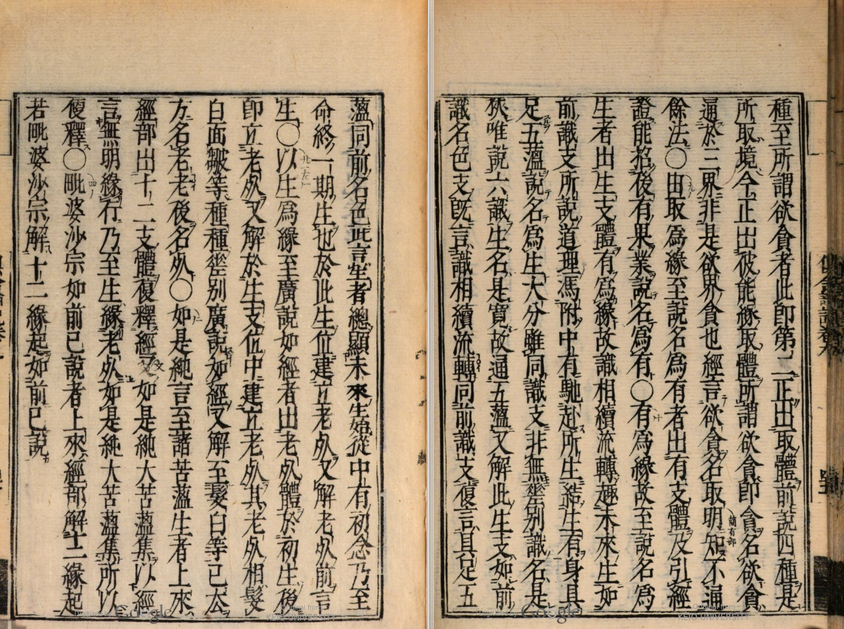 種至所謂欲貪者此即第二正出取體前說四種是
所取境今正出彼能緣取體所謂欲貪即貪名欲貪
通於三界非是欲界貪也經言欲貪名取明知不通
餘法〇由取為緣至說名為有者出有支體及引經
證能招後有果業說名為有〇有為緣故至說名為
生者出生支體有為緣故識相續流轉趣未來生如
前識支所說道理馮附中有馳赴所生結生有身具
足五蘊說名為生大分雖同識支非無差別識名是
狹唯說六識生名是寬故通五蘊又解此生支如前
識名色支既言識相續流轉同前識支復言具足五
蘊同前名色此言生者總顯未來生始從中有初念乃至
命終一期生也於此生位建立老死又解老死前言
生〇以生為緣至廣說如經者出老死體於初生後
即立老死又解於生支位中建立老死其老死相髮
白面皺等種種差別廣說如經又解至髮白等已去
方名老老後名死〇如是純言至諸苦蘊生者上來
經部出十二支體復釋經文如是純大苦蘊集以經
言無明緣行乃至生緣老死如是純大苦蘊集所以
復釋〇毗婆沙宗如前已說者上來經部解十二緣起
若毗婆沙宗解十二緣起如前已說